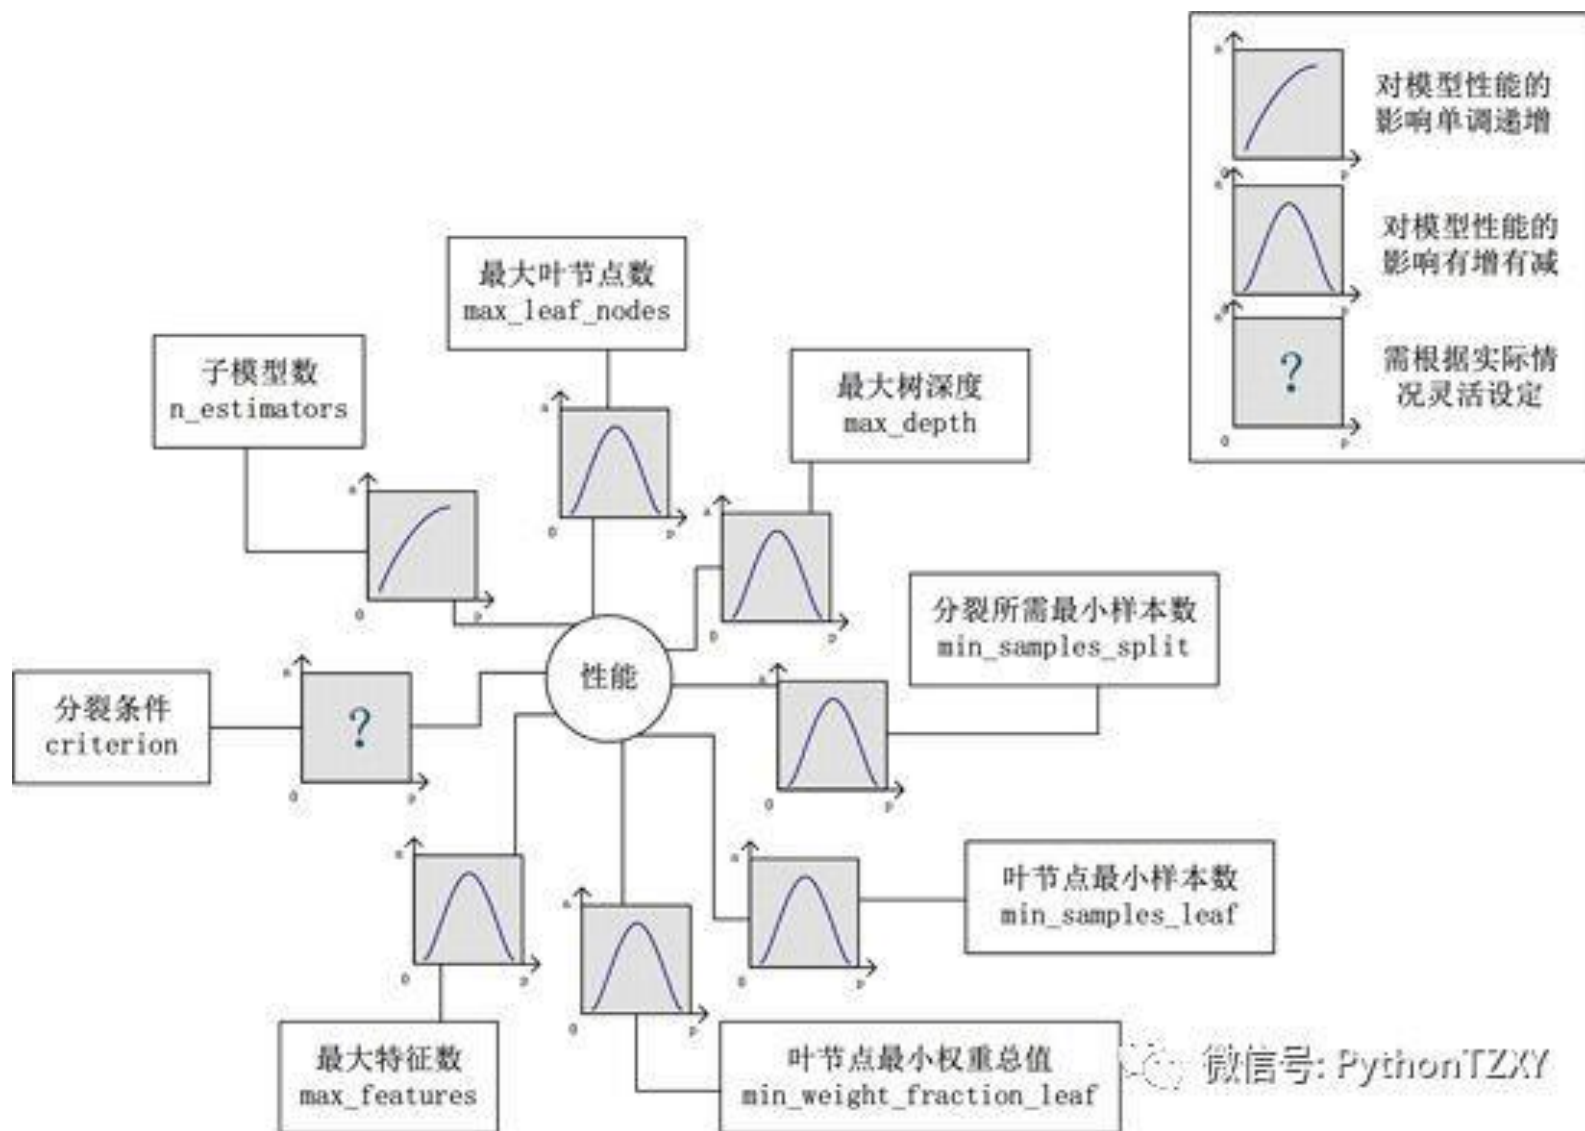 对模型性能的
影响单调递增
对模型性能的
影响有增有减
?
需根据实际情
况灵活设定
最大叶节点数
max_leaf_nodes
子模型数
n_estimators
最大树深度
max_depth
分裂所需最小样本数
min_samples_split
性能
分裂条件
criterion
?
叶节点最小样本数
min_samples_leaf
最大特征数
max_features
叶节点最小权重总值
min_weight_fraction_leaf
微信号: PythonTZXY